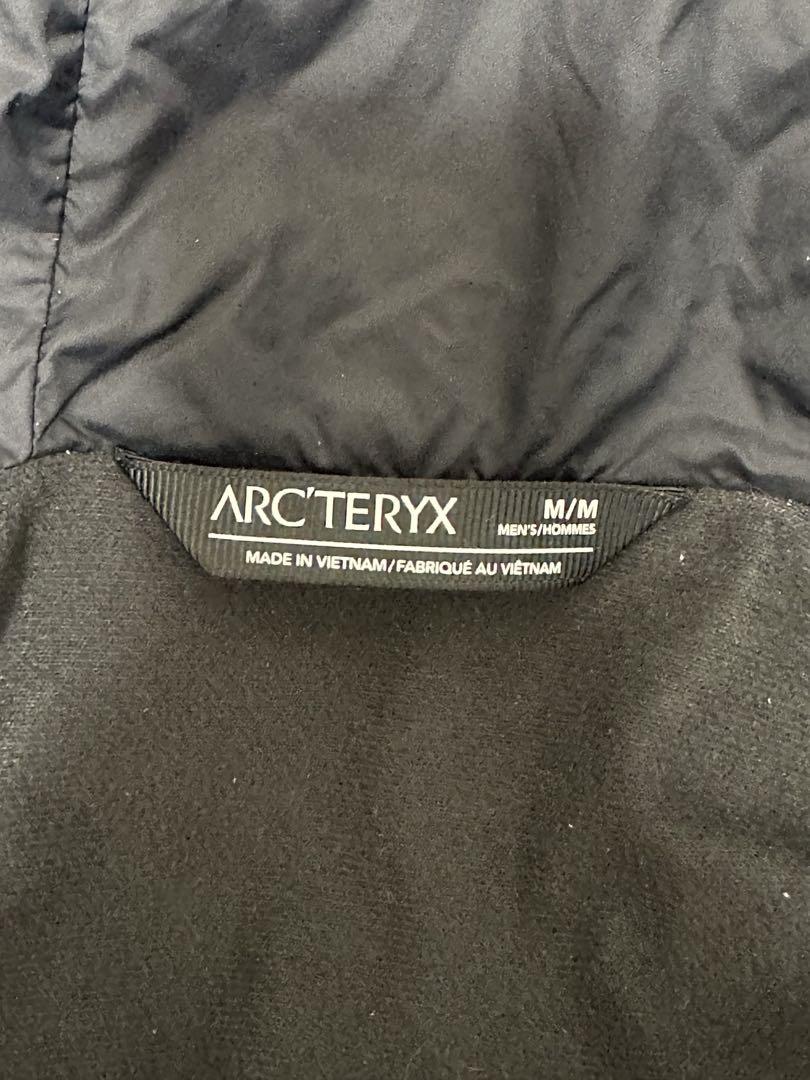 ARC'TERYX M/M
MEN'S/HOMMES
MADE IN VIETNAM/FABRIQUÉ AU VIÊTNAM